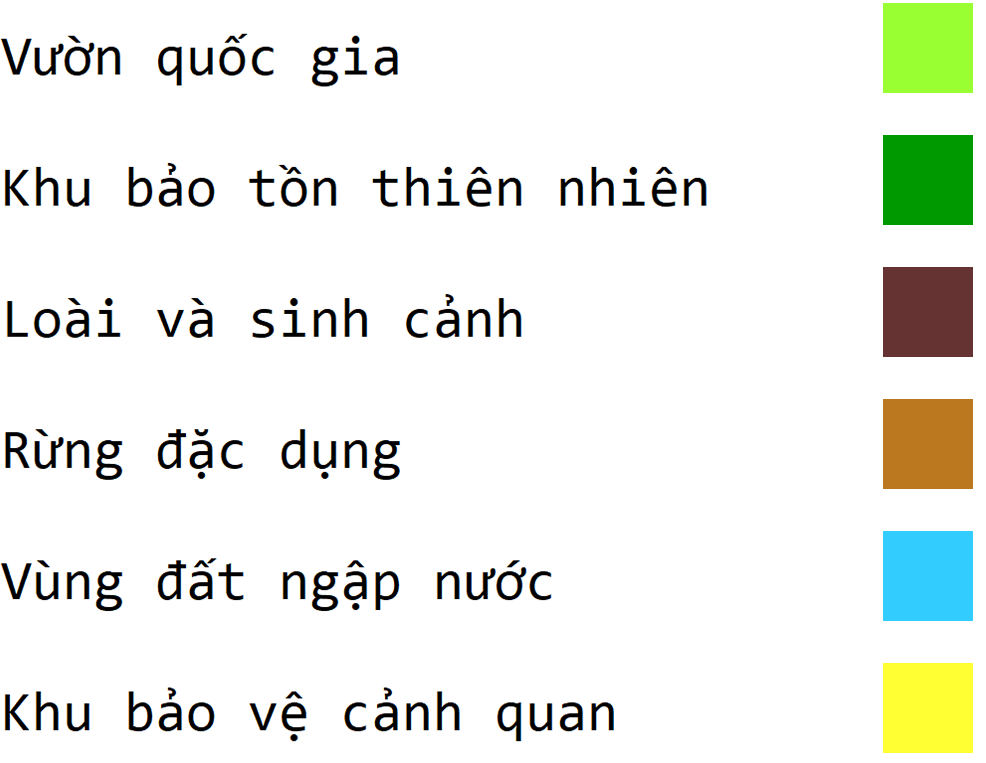 Vườn quốc gia
Khu bảo tồn thiên nhiên
Loài và sinh cảnh
Rừng đặc dụng
Vùng đất ngập nước
Khu bảo vệ cảnh quan